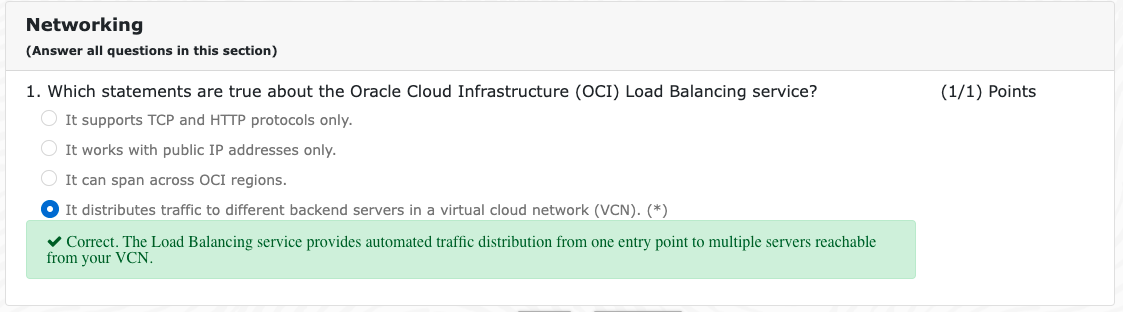 Networking
(Answer all questions in this section)
1. Which statements are true about the Oracle Cloud Infrastructure (OCI) Load Balancing service? (1/1) Points
It supports TCP and HTTP protocols only.
It works with public IP addresses only.
It can span across OCI regions.
It distributes traffic to different backend servers in a virtual cloud network (VCN). (*)
✔ Correct. The Load Balancing service provides automated traffic distribution from one entry point to multiple servers reachable
from your VCN.